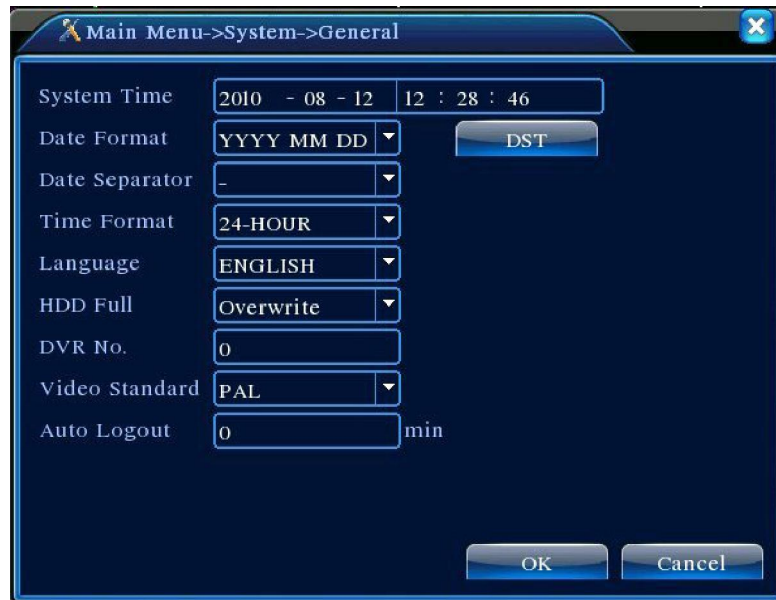 Main Menu->System->General
System Time 2010 - 08 - 12 12 : 28 : 46
Date Format YYYY MM DD DST
Date Separator -
Time Format 24-HOUR
Language ENGLISH
HDD Full Overwrite
DVR No. 0
Video Standard PAL
Auto Logout 0 min
OK Cancel